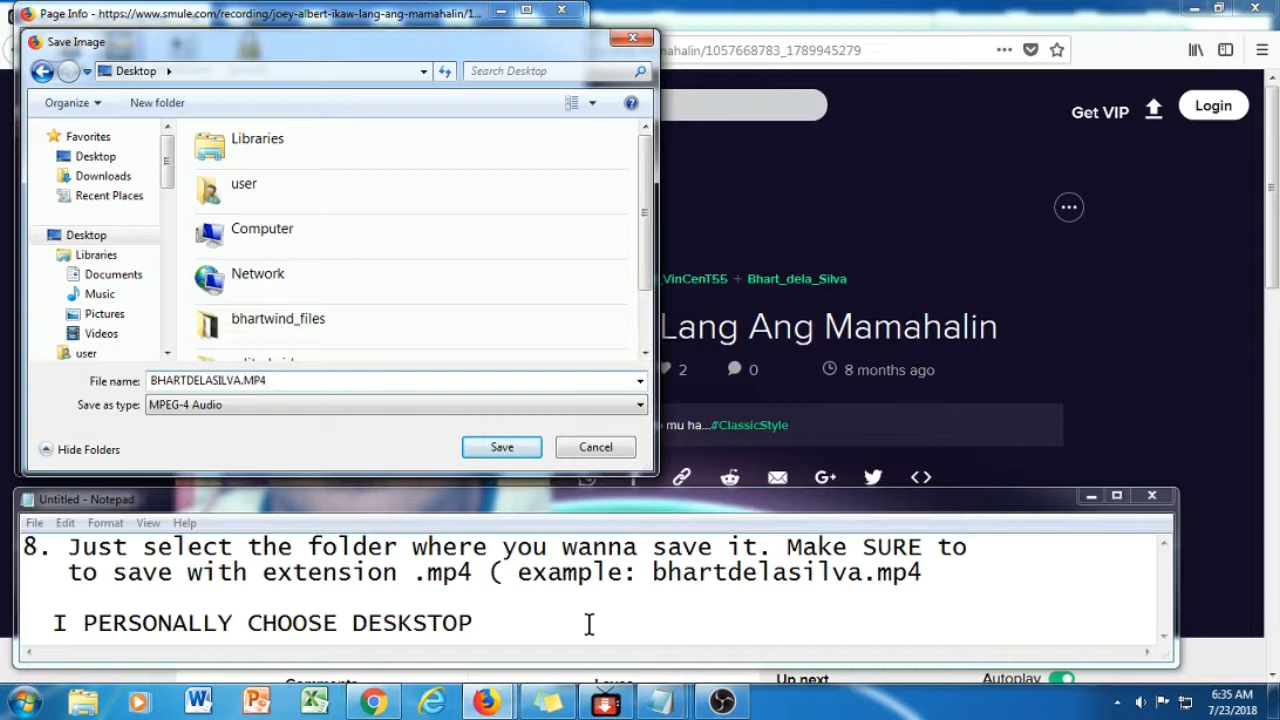 Page Info - https://www.smule.com/recording/joey-albert-ikaw-lang-ang-mamahalin/1...
Save Image
mahalin/1057668783_1789945279
Desktop
Search Desktop
Organize
New folder
Get VIP
Login
Favorites
Desktop
Downloads
Recent Places
Desktop
Libraries
Documents
Music
Pictures
Videos
user
Libraries
user
Computer
Network
bhartwind_files
_VinCenT55 + Bhart_dela_Silva
Lang Ang Mamahalin
2
0
8 months ago
File name: BHARTDELASILVA.MP4
Save as type: MPEG-4 Audio
mu ha...#ClassicStyle
Hide Folders
Save
Cancel
G+
Untitled - Notepad
File Edit Format View Help
8. Just select the folder where you wanna save it. Make SURE to
to save with extension .mp4 ( example: bhartdelasilva.mp4
I PERSONALLY CHOOSE DESKSTOP
Up next
Autoplay
6:35 AM
7/23/2018